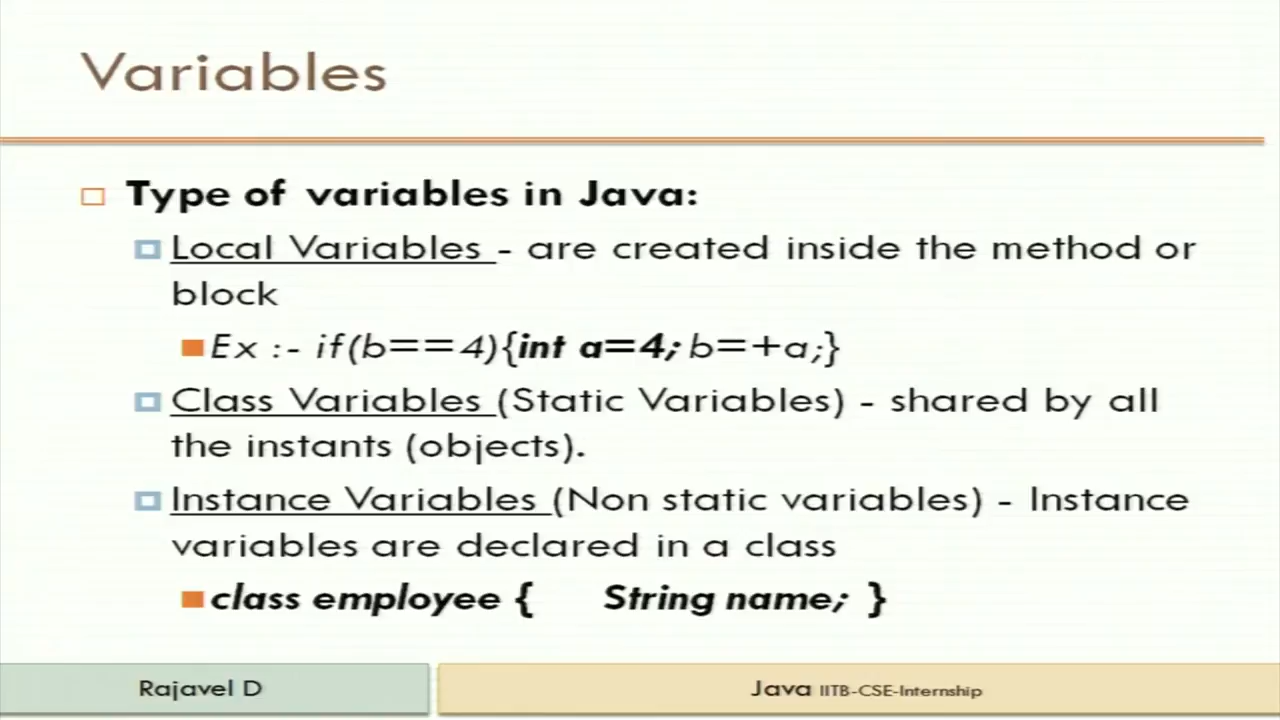 Variables
Type of variables in Java:
Local Variables - are created inside the method or
block
Ex :- if(b==4){int a=4; b=+a;}
Class Variables (Static Variables) - shared by all
the instants (objects).
Instance Variables (Non static variables) - Instance
variables are declared in a class
class employee { String name; }
Rajavel D
Java IITB-CSE-Internship